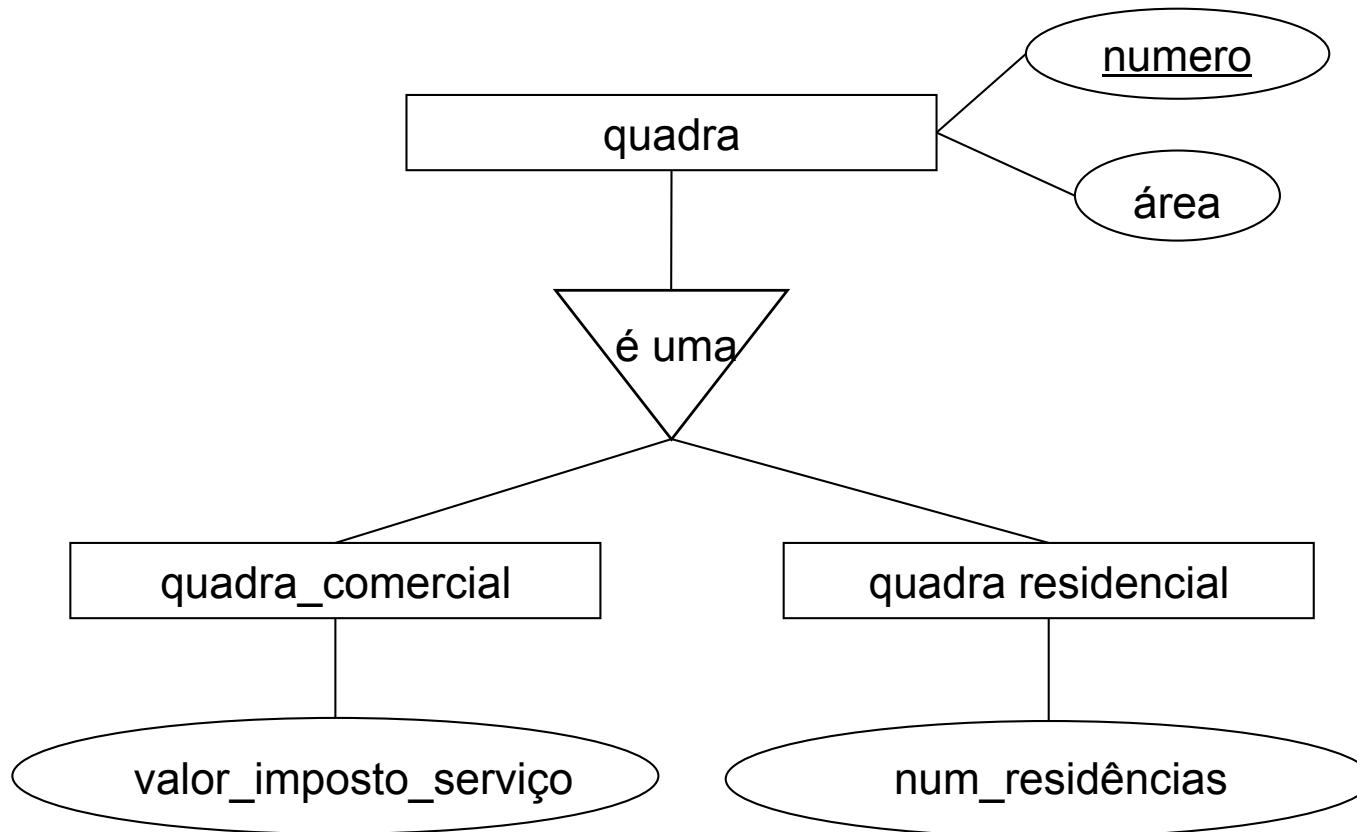 numero
quadra
área
é uma
quadra_comercial
quadra residencial
valor_imposto_serviço
num_residências